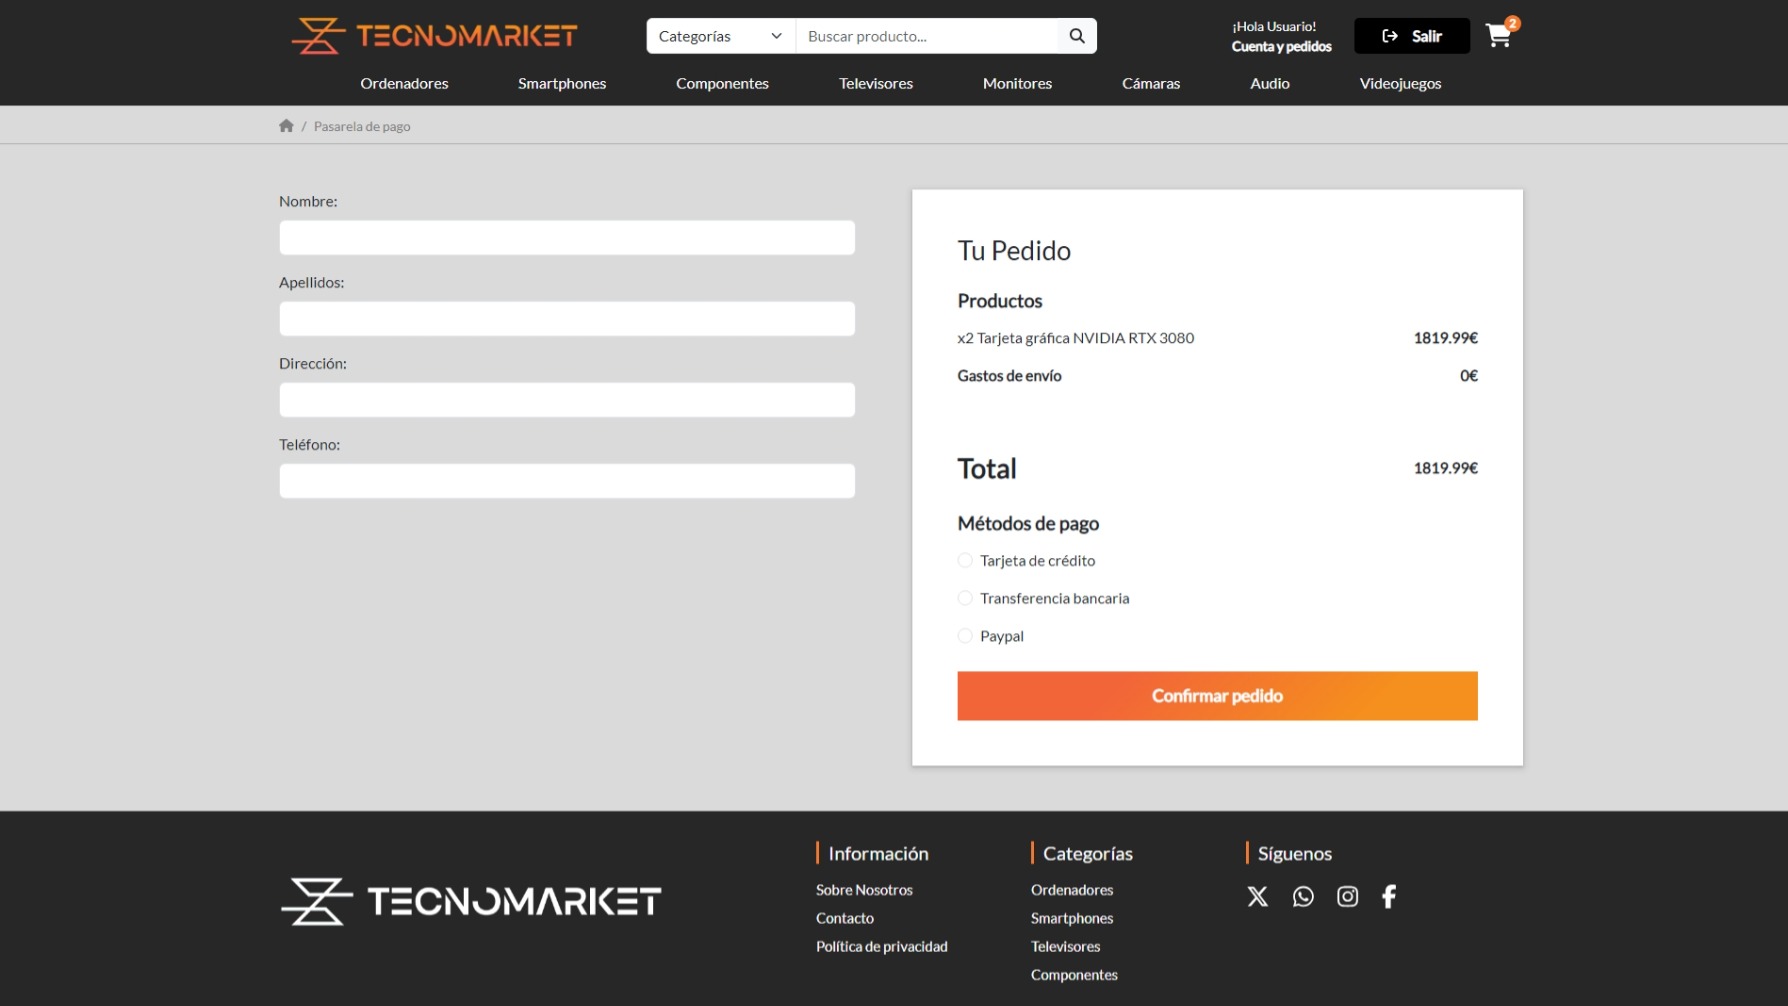 TECNOMARKET
Categorías
Buscar producto...
¡Hola Usuario!
Cuenta y pedidos
Salir
2
Ordenadores
Smartphones
Componentes
Televisores
Monitores
Cámaras
Audio
Videojuegos
/ Pasarela de pago
Nombre:
Apellidos:
Dirección:
Teléfono:
Tu Pedido
Productos
x2 Tarjeta gráfica NVIDIA RTX 3080 1819.99€
Gastos de envío 0€
Total 1819.99€
Métodos de pago
Tarjeta de crédito
Transferencia bancaria
Paypal
Confirmar pedido
TECNOMARKET
Información
Sobre Nosotros
Contacto
Política de privacidad
Categorías
Ordenadores
Smartphones
Televisores
Componentes
Síguenos